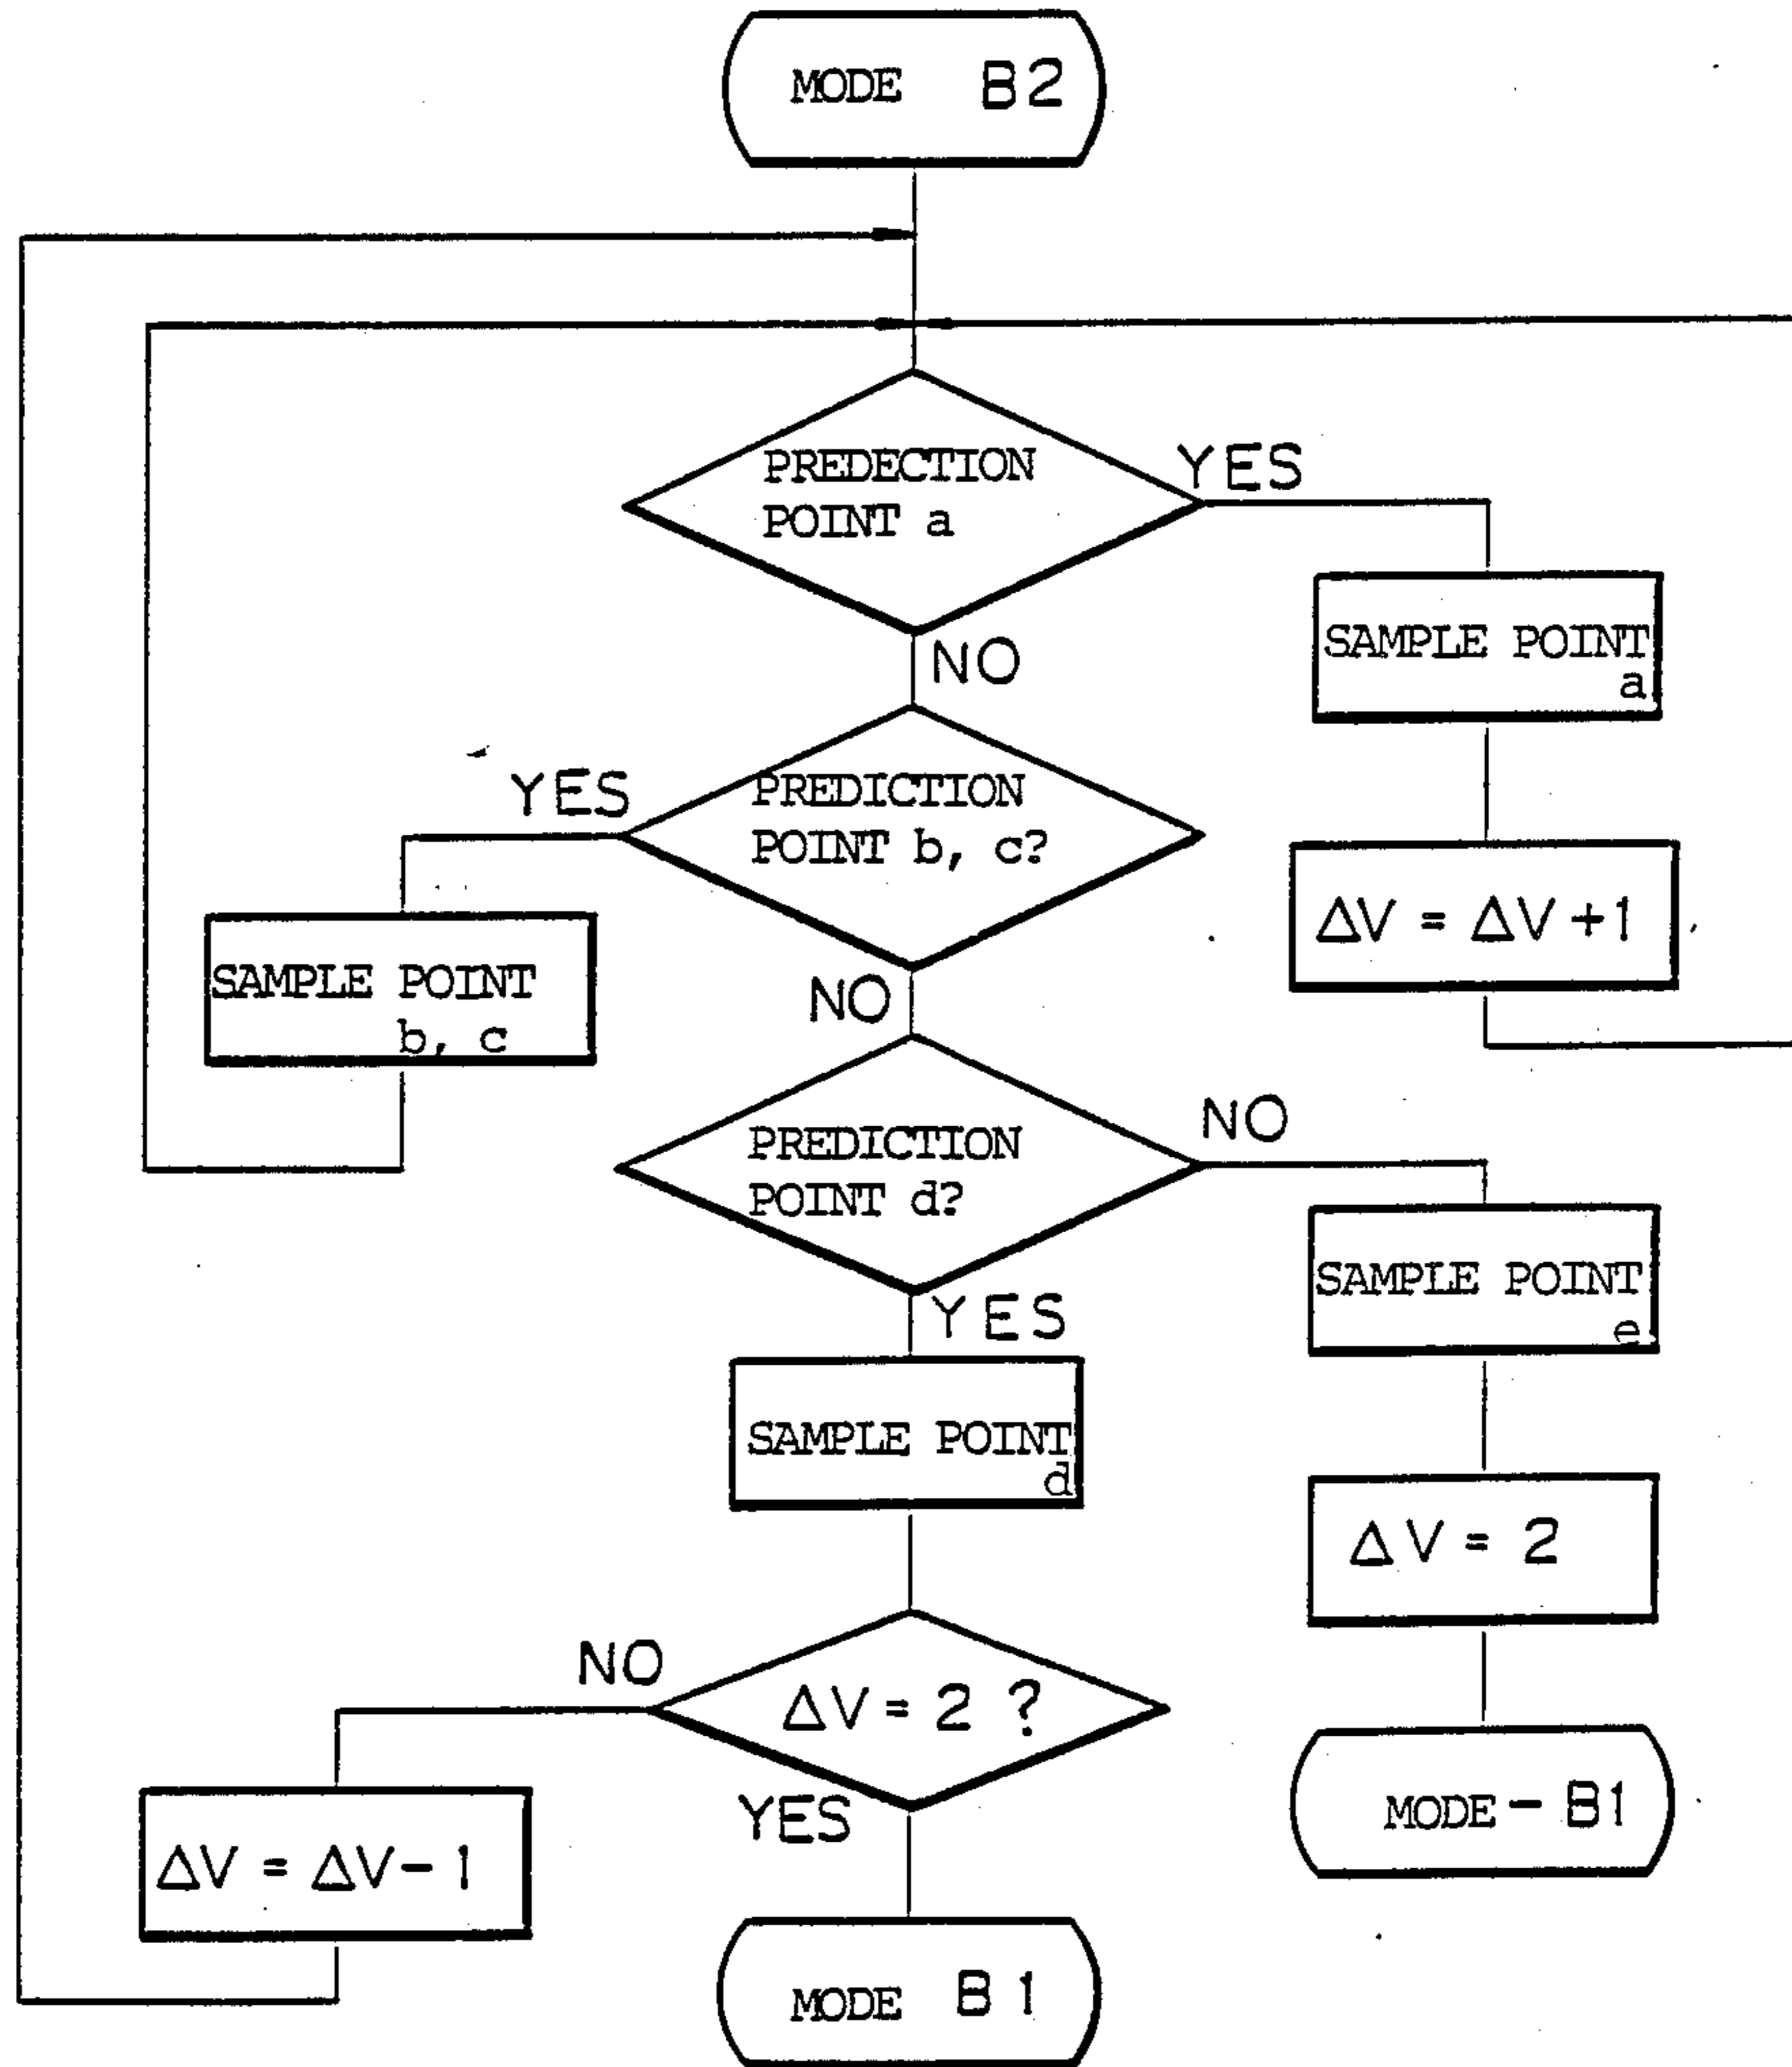 MODE B2
PREDECTION
POINT a
YES
NO
SAMPLE POINT
a
ΔV = ΔV+1
PREDICTION
POINT b, c?
YES
NO
SAMPLE POINT
b, c
PREDICTION
POINT d?
NO
YES
SAMPLE POINT
e
ΔV = 2
MODE-B1
SAMPLE POINT
d
ΔV = 2 ?
NO
YES
ΔV = ΔV-1
MODE B1